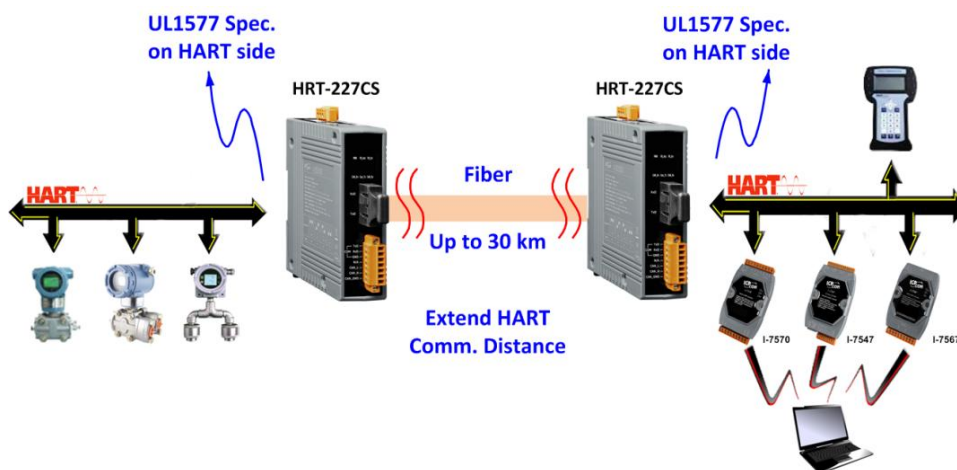 UL1577 Spec.
on HART side
UL1577 Spec.
on HART side
HRT-227CS
HRT-227CS
HART
Fiber
HART
Up to 30 km
Extend HART
Comm. Distance
I-7570
I-7547
I-7567